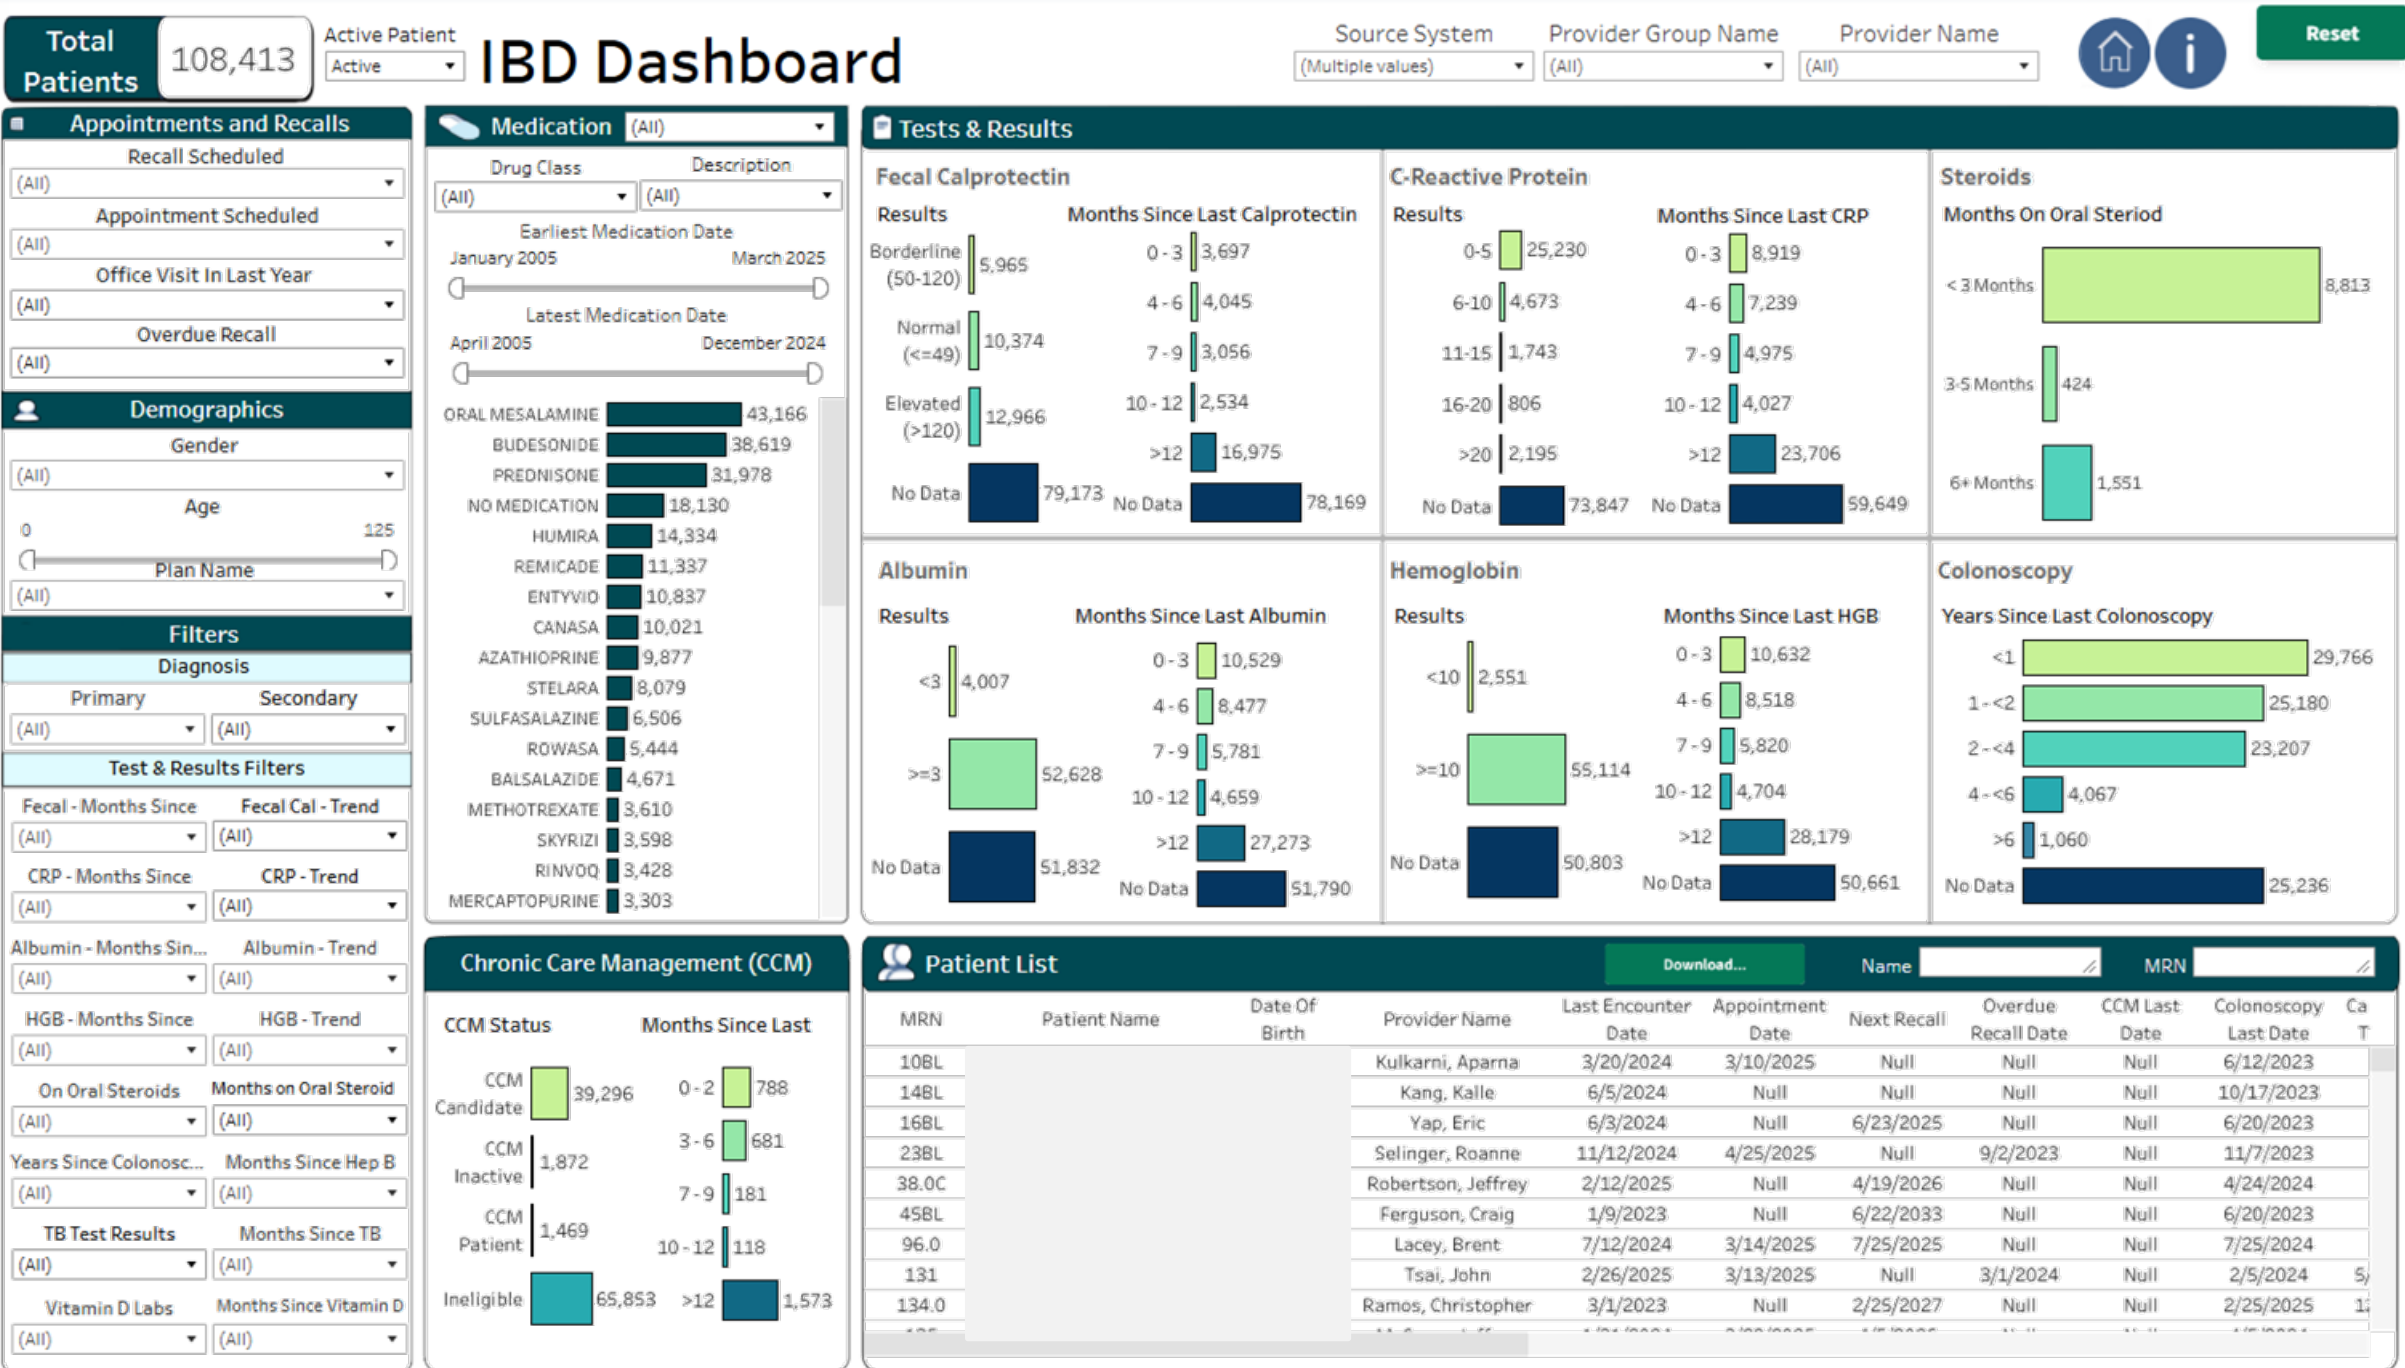 Total Patients
108,413
Active Patient
Active
IBD Dashboard
Source System
(Multiple values)
Provider Group Name
(All)
Provider Name
(All)
i
Reset
Appointments and Recalls
Recall Scheduled
(All)
Appointment Scheduled
(All)
Office Visit In Last Year
(All)
Overdue Recall
(All)
Demographics
Gender
(All)
Age
0 125
Plan Name
(All)
Filters
Diagnosis
Primary Secondary
(All) (All)
Test & Results Filters
Fecal - Months Since Fecal Cal - Trend
(All) (All)
CRP - Months Since CRP - Trend
(All) (All)
Albumin - Months Sin... Albumin - Trend
(All) (All)
HGB - Months Since HGB - Trend
(All) (All)
On Oral Steroids Months on Oral Steroid
(All) (All)
Years Since Colonosc... Months Since Hep B
(All) (All)
TB Test Results Months Since TB
(All) (All)
Vitamin D Labs Months Since Vitamin D
(All) (All)
Medication (All)
Drug Class Description
(All) (All)
Earliest Medication Date
January 2005 March 2025
Latest Medication Date
April 2005 December 2024
ORAL MESALAMINE 43,166
BUDESONIDE 38,619
PREDNISONE 31,978
NO MEDICATION 18,130
HUMIRA 14,334
REMICADE 11,337
ENTYVIO 10,837
CANASA 10,021
AZATHIOPRINE 9,877
STELARA 8,079
SULFASALAZINE 6,506
ROWASA 5,444
BALSALAZIDE 4,671
METHOTREXATE 3,610
SKYRIZI 3,598
RINVOQ 3,428
MERCAPTOPURINE 3,303
Chronic Care Management (CCM)
CCM Status
CCM Candidate 39,296
CCM Inactive 1,872
CCM Patient 1,469
Ineligible 65,853
Months Since Last
0 - 2 788
3 - 6 681
7 - 9 181
10 - 12 118
>12 1,573
Tests & Results
Fecal Calprotectin
Results
Borderline (50-120) 5,965
Normal (<=49) 10,374
Elevated (>120) 12,966
No Data 79,173
Months Since Last Calprotectin
0 - 3 3,697
4 - 6 4,045
7 - 9 3,056
10 - 12 2,534
>12 16,975
No Data 78,169
C-Reactive Protein
Results
0-5 25,230
6-10 4,673
11-15 1,743
16-20 806
>20 2,195
No Data 73,847
Months Since Last CRP
0 - 3 8,919
4 - 6 7,239
7 - 9 4,975
10 - 12 4,027
>12 23,706
No Data 59,649
Steroids
Months On Oral Steriod
< 3 Months 8,813
3-5 Months 424
6+ Months 1,551
Albumin
Results
<3 4,007
>=3 52,628
No Data 51,832
Months Since Last Albumin
0 - 3 10,529
4 - 6 8,477
7 - 9 5,781
10 - 12 4,659
>12 27,273
No Data 51,790
Hemoglobin
Results
<10 2,551
>=10 55,114
No Data 50,803
Months Since Last HGB
0 - 3 10,632
4 - 6 8,518
7 - 9 5,820
10 - 12 4,704
>12 28,179
No Data 50,661
Colonoscopy
Years Since Last Colonoscopy
<1 29,766
1 - <2 25,180
2 - <4 23,207
4 - <6 4,067
>6 1,060
No Data 25,236
Patient List
Download...
Name
MRN
MRN Patient Name Date Of Birth Provider Name Last Encounter Date Appointment Date Next Recall Overdue Recall Date CCM Last Date Colonoscopy Last Date Ca T
10BL Kulkarni, Aparna 3/20/2024 3/10/2025 Null Null Null 6/12/2023
14BL Kang, Kalle 6/5/2024 Null Null Null Null 10/17/2023
16BL Yap, Eric 6/3/2024 Null 6/23/2025 Null Null 6/20/2023
23BL Selinger, Roanne 11/12/2024 4/25/2025 Null 9/2/2023 Null 11/7/2023
38.0C Robertson, Jeffrey 2/12/2025 Null 4/19/2026 Null Null 4/24/2024
45BL Ferguson, Craig 1/9/2023 Null 6/22/2033 Null Null 6/20/2023
96.0 Lacey, Brent 7/12/2024 3/14/2025 7/25/2025 Null Null 7/25/2024
131 Tsai, John 2/26/2025 3/13/2025 Null 3/1/2024 Null 2/5/2024 5/
134.0 Ramos, Christopher 3/1/2023 Null 2/25/2027 Null Null 2/25/2025